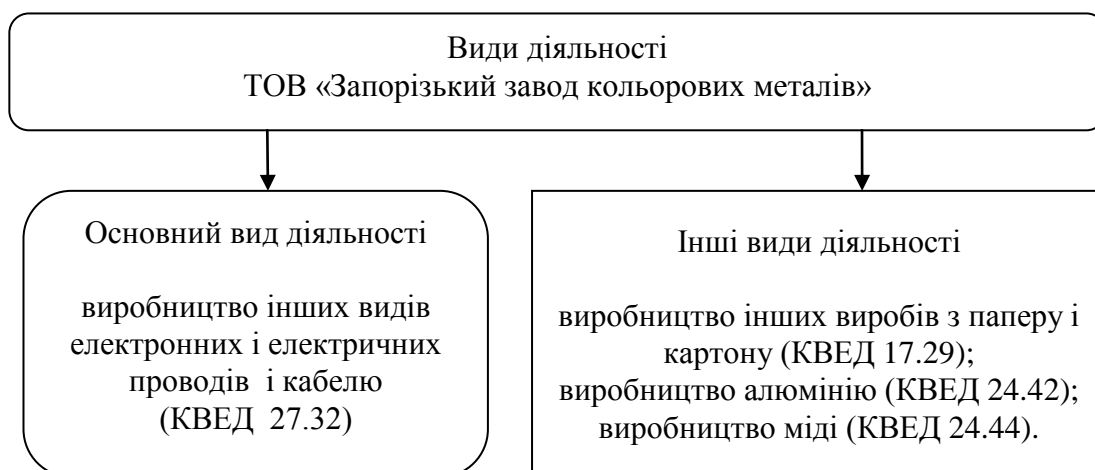 Види діяльності
ТОВ «Запорізький завод кольорових металів»
Основний вид діяльності
виробництво інших видів
електронних і електричних
проводів і кабелю
(КВЕД 27.32)
Інші види діяльності
виробництво інших виробів з паперу і
картону (КВЕД 17.29);
виробництво алюмінію (КВЕД 24.42);
виробництво міді (КВЕД 24.44).